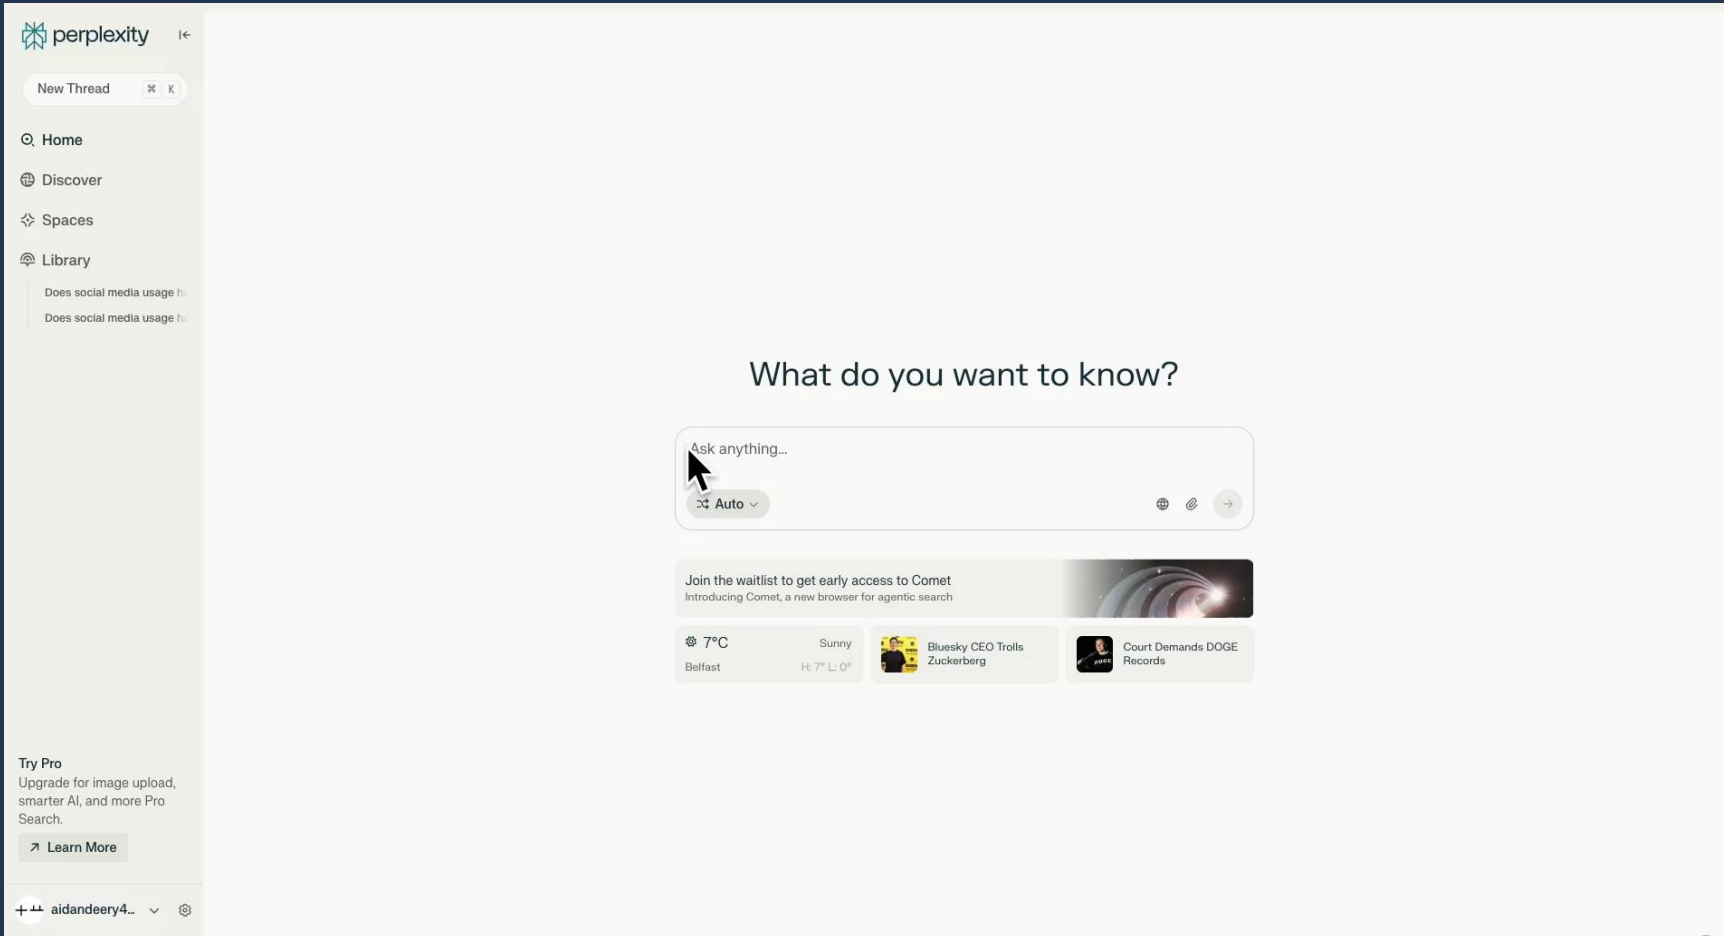 perplexity
New Thread ⌘ K
Home
Discover
Spaces
Library
Does social media usage
Does social media usage
Try Pro
Upgrade for image upload,
smarter AI, and more Pro
Search.
Learn More
aidandeery4...
What do you want to know?
Ask anything...
Auto
Join the waitlist to get early access to Comet
Introducing Comet, a new browser for agentic search
7°C Sunny
Belfast H: 7° L: 0°
Bluesky CEO Trolls
Zuckerberg
DOGE
Court Demands DOGE
Records